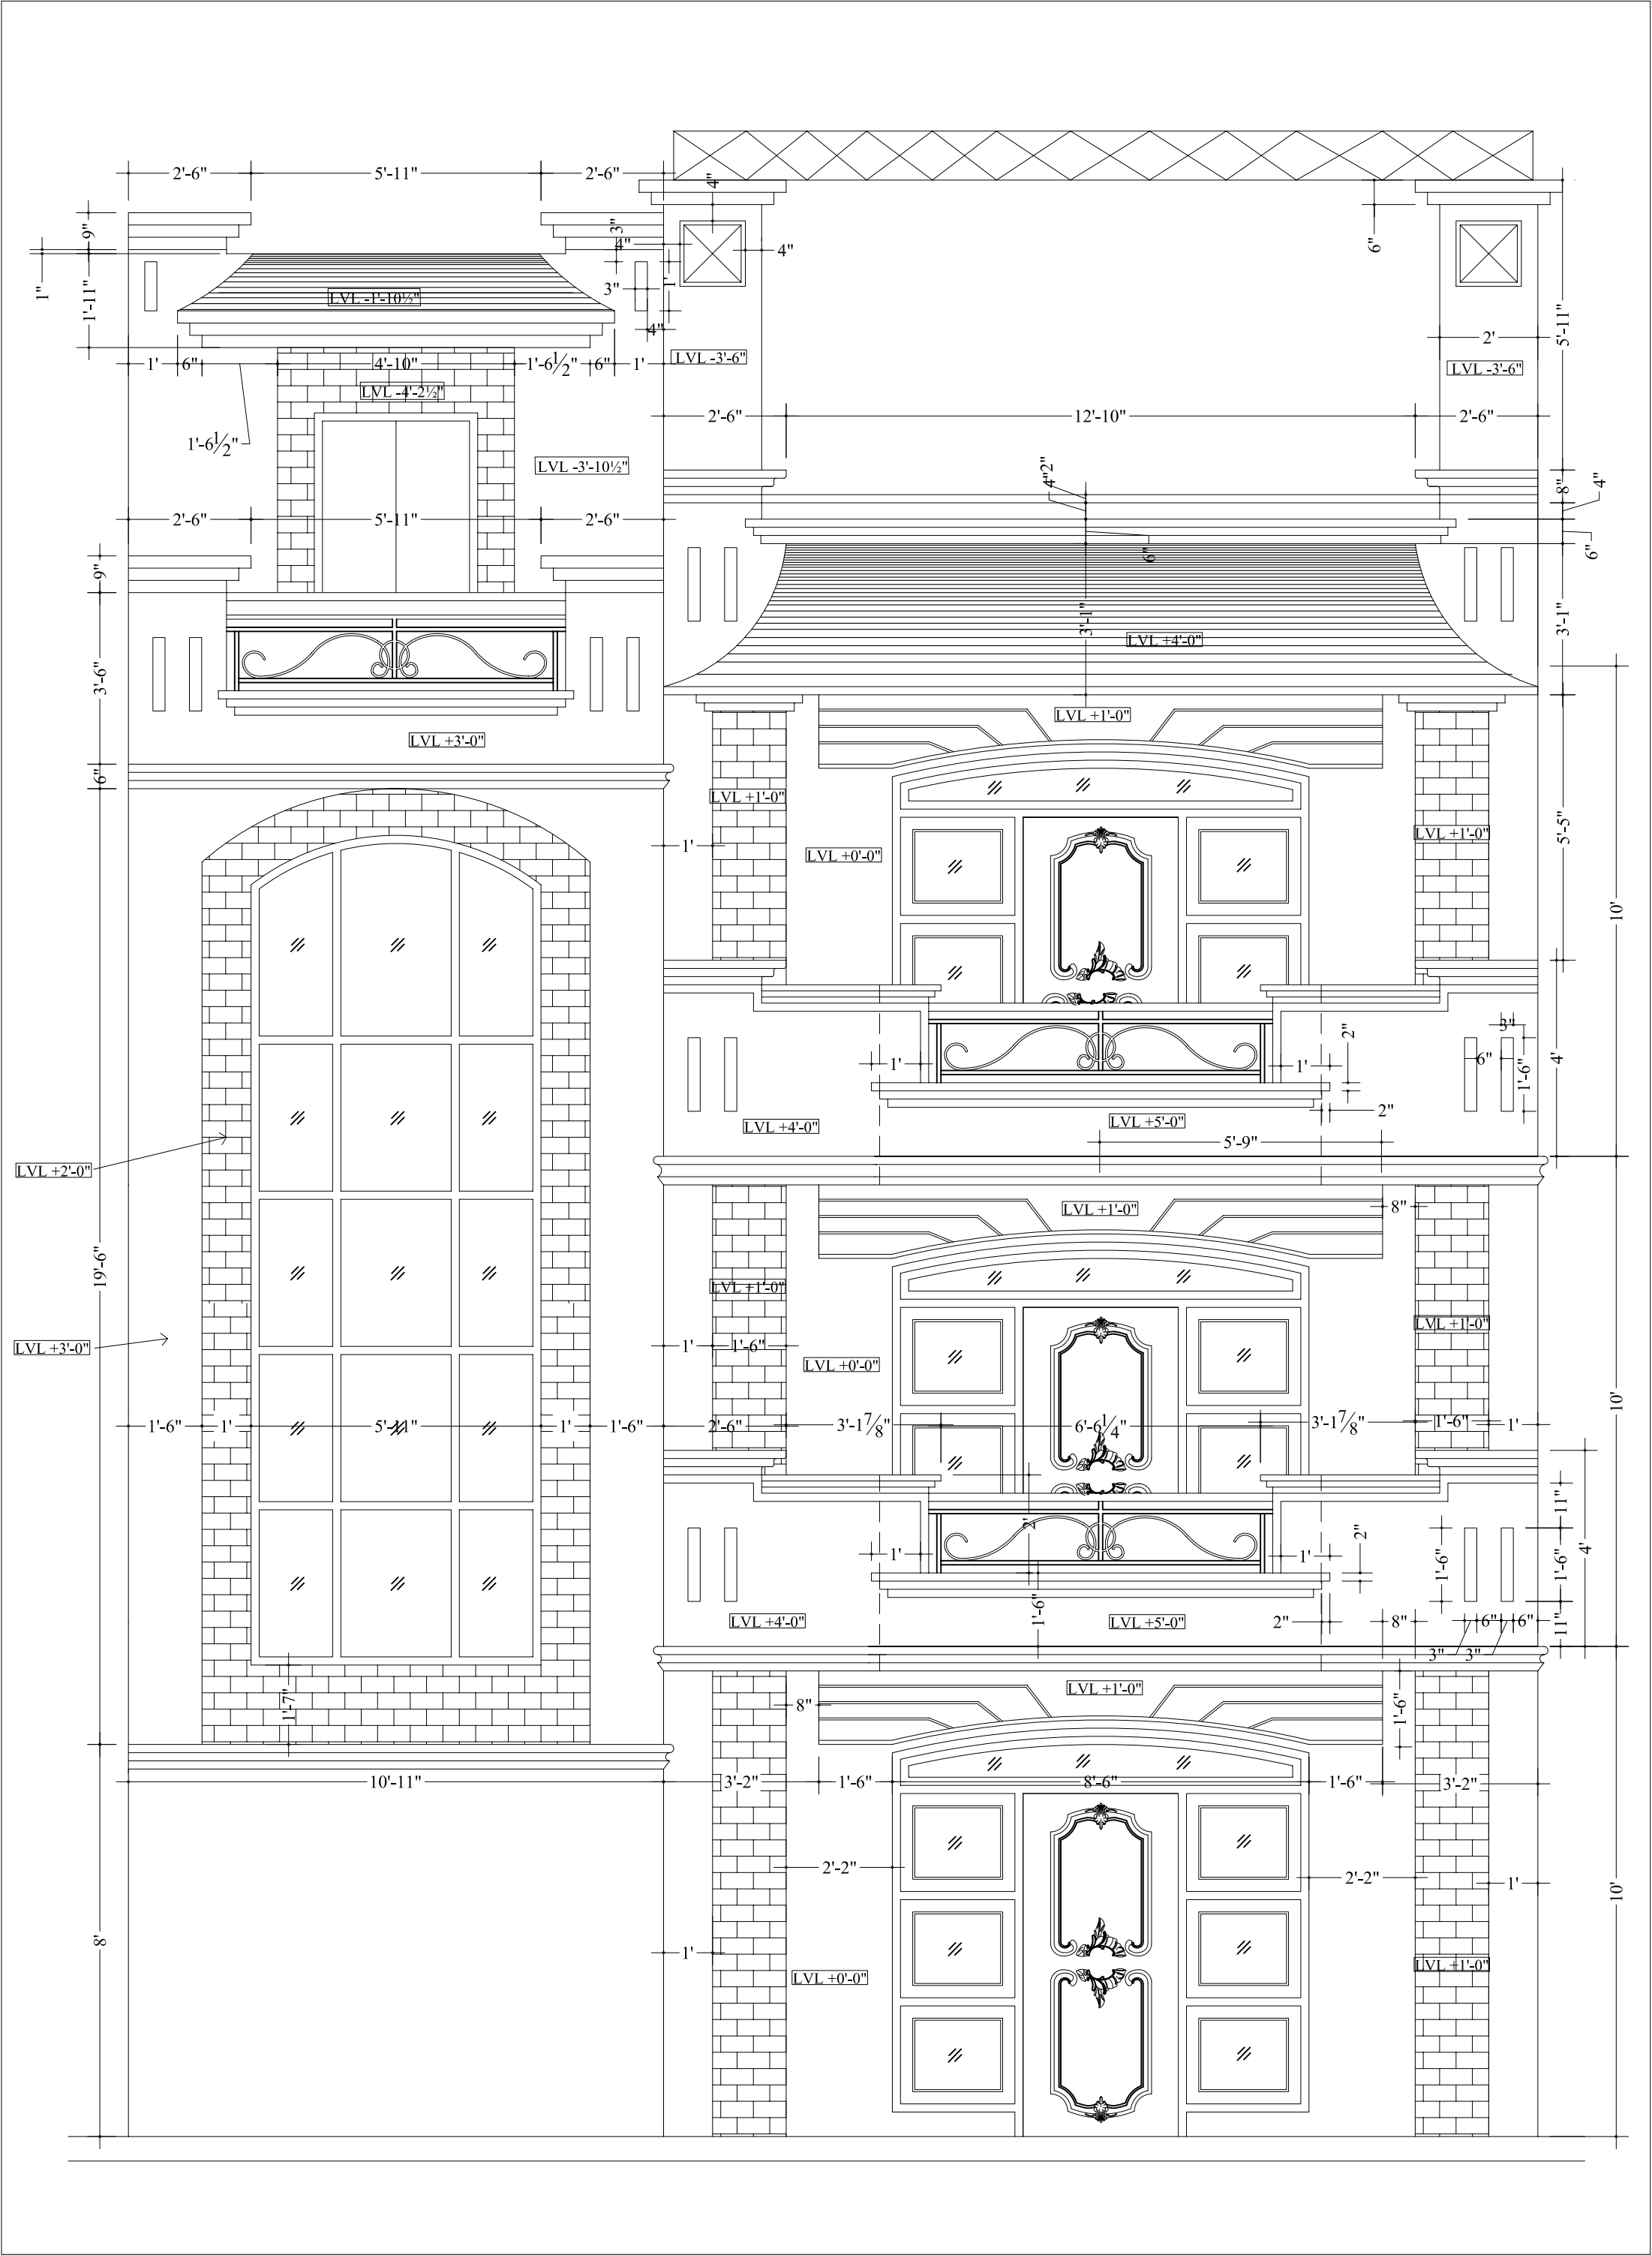 2'-6" 5'-11" 2'-6"
4"
9"
3"
4"
4"
6"
1"
1'-11"
LVL -1'-10½"
3"
1'
4"
5'-11"
2'
1' 6" 4'-10" 1'-6½" 6" 1'
LVL -3'-6"
LVL -3'-6"
LVL -4'-2½"
2'-6" 12'-10" 2'-6"
1'-6½"
LVL -3'-10½"
2"
4"
8"
4"
2'-6" 5'-11" 2'-6"
6"
6"
9"
3'-1"
3'-1"
LVL +4'-0"
3'-6"
LVL +1'-0"
LVL +3'-0"
6"
LVL +1'-0"
LVL +1'-0"
5'-5"
1'
LVL +0'-0"
10'
3"
2"
6"
1'-6"
4'
1' 1'
2"
LVL +4'-0"
LVL +5'-0"
5'-9"
LVL +2'-0"
8"
LVL +1'-0"
19'-6"
LVL +1'-0"
LVL +1'-0"
LVL +3'-0"
1' 1'-6"
LVL +0'-0"
10'
1'-6" 1' 5'-11" 1' 1'-6" 2'-6" 3'-1⅞" 6'-6¼" 3'-1⅞" 1'-6" 1'
11"
2'
2"
4'
1' 1'
1'-6"
1'-6"
1'-6"
LVL +4'-0"
LVL +5'-0"
2" 8" 6" 6"
11"
3" 3"
LVL +1'-0"
1'-7"
8"
1'-6"
10'-11" 3'-2" 1'-6" 8'-6" 1'-6" 3'-2"
2'-2" 2'-2"
1'
10'
8'
1'
LVL +0'-0"
LVL +1'-0"